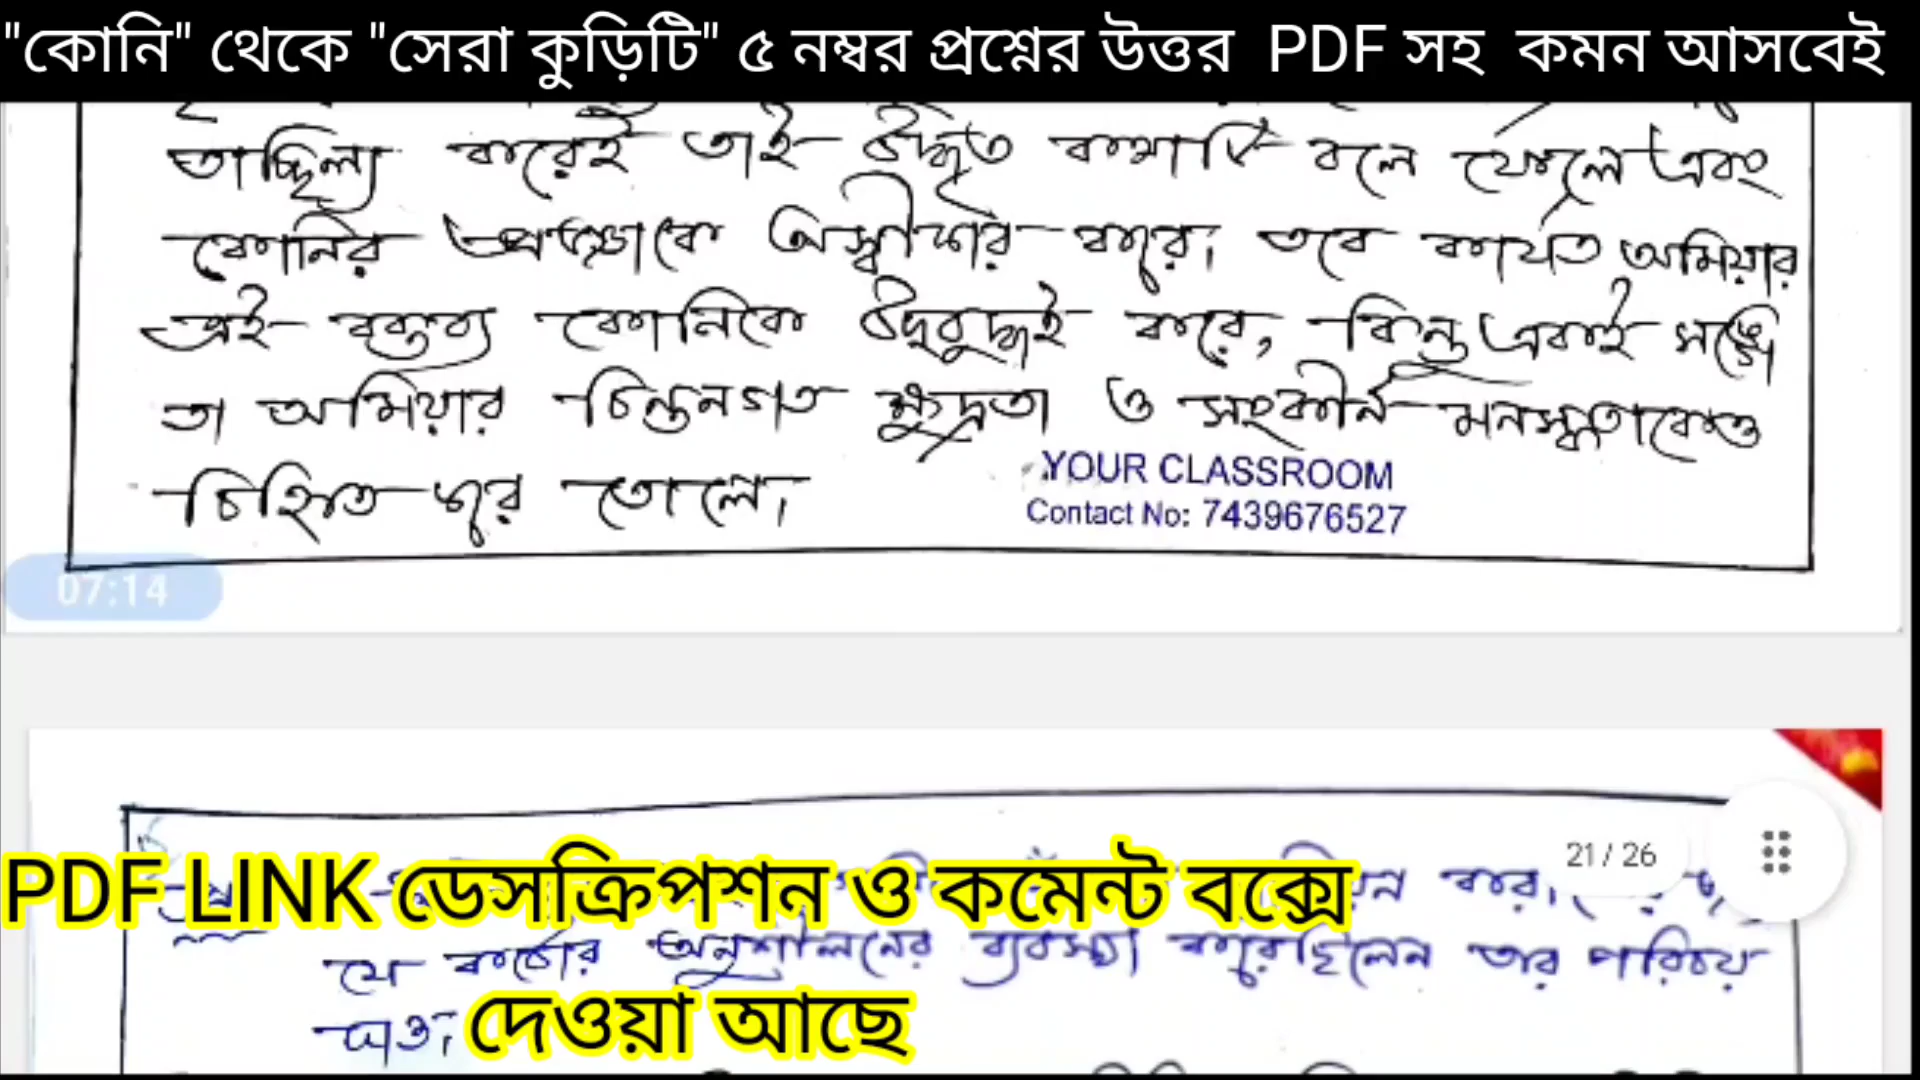 "কোনি" থেকে "সেরা কুড়িটি" ৫ নম্বর প্রশ্নের উত্তর PDF সহ কমন আসবেই
তাচ্ছিল্য করেই তাই উদ্ধৃত কথাটি বলে ফেলে এবং
কোনির অস্বীকার করে। তবে কার্যত অমিয়ার
এই বক্তব্য কোনিকে উদ্বুদ্ধই করে, কিন্তু একই সঙ্গে
তা অমিয়ার চিন্তনগত ক্ষুদ্রতা ও সংকীর্ন মনস্কতাকেও
চিহ্নিত করে তোলে।
YOUR CLASSROOM
Contact No: 7439676527
07:14
21 / 26
কর।
PDF LINK ডেসক্রিপশন ও কমেন্ট বক্সে
যে কঠোর অনুশীলনের ব্যবস্থা করেছিলেন তার পরিচয়
দাও।
দেওয়া আছে